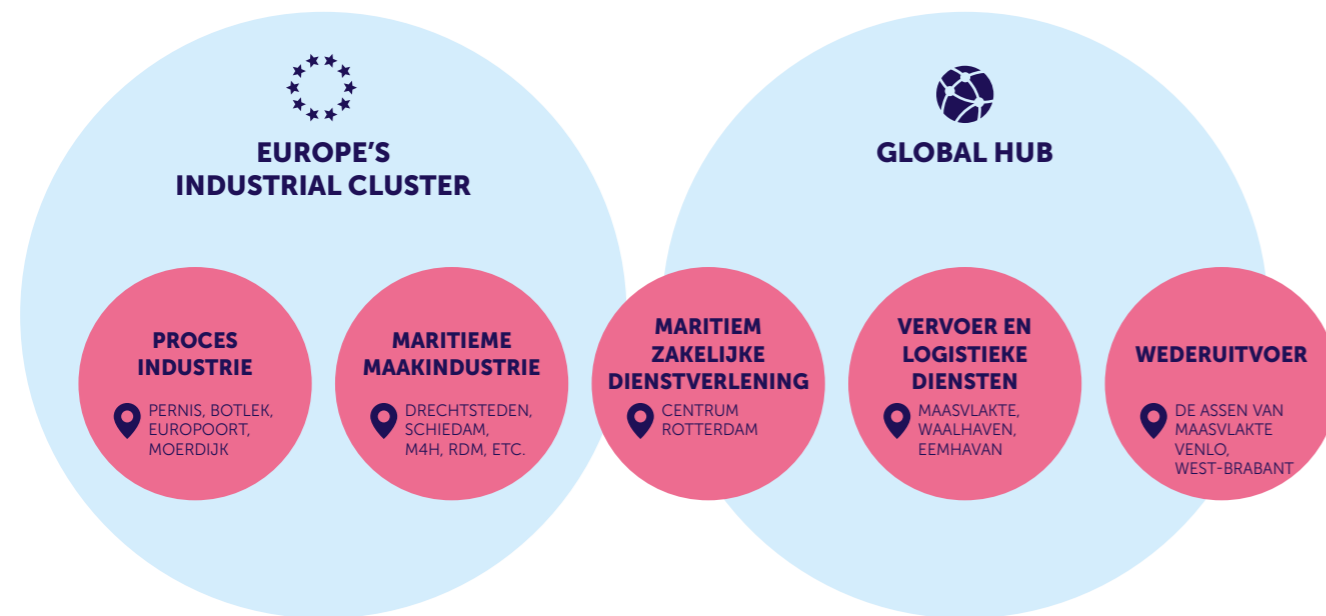 EUROPE'S
INDUSTRIAL CLUSTER
GLOBAL HUB
PROCES
INDUSTRIE
PERNIS, BOTLEK,
EUROPOORT,
MOERDIJK
MARITIEME
MAAKINDUSTRIE
DRECHTSTEDEN,
SCHIEDAM,
M4H, RDM, ETC.
MARITIEM
ZAKELIJKE
DIENSTVERLENING
CENTRUM
ROTTERDAM
VERVOER EN
LOGISTIEKE
DIENSTEN
MAASVLAKTE,
WAALHAVEN,
EEMHAVAN
WEDERUITVOER
DE ASSEN VAN
MAASVLAKTE
VENLO,
WEST-BRABANT